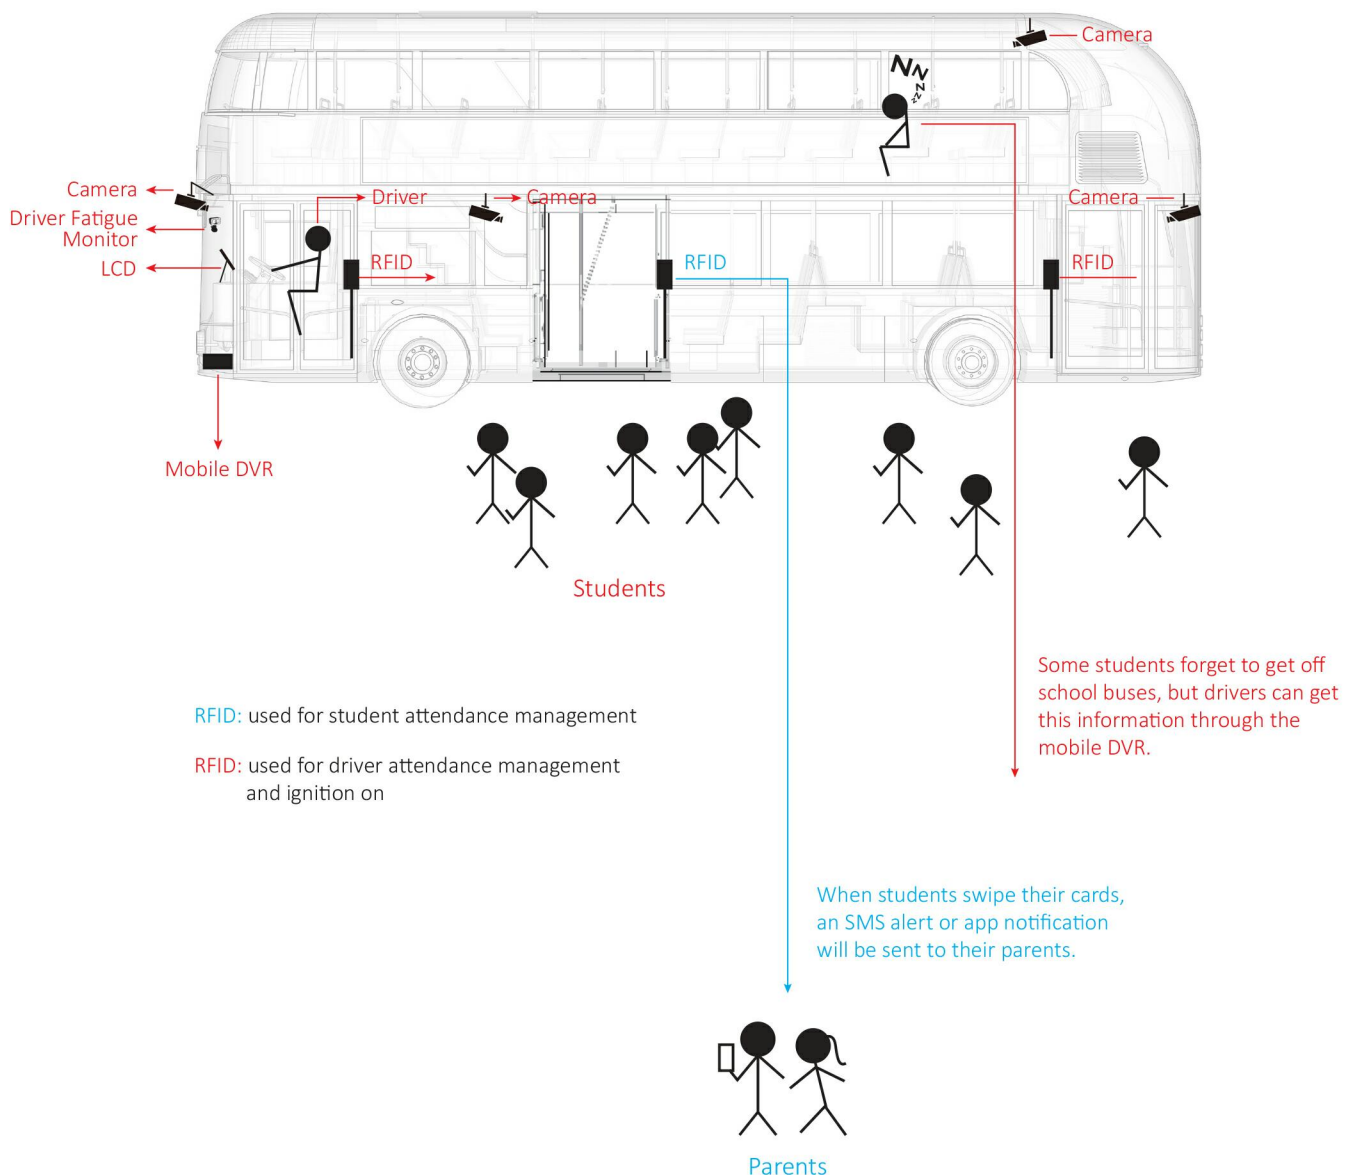 Camera
NNzzz
Camera
Driver
Camera
Camera
Driver Fatigue
Monitor
LCD
RFID
RFID
RFID
Mobile DVR
Students
Some students forget to get off
school buses, but drivers can get
this information through the
mobile DVR.
RFID: used for student attendance management
RFID: used for driver attendance management
and ignition on
When students swipe their cards,
an SMS alert or app notification
will be sent to their parents.
Parents